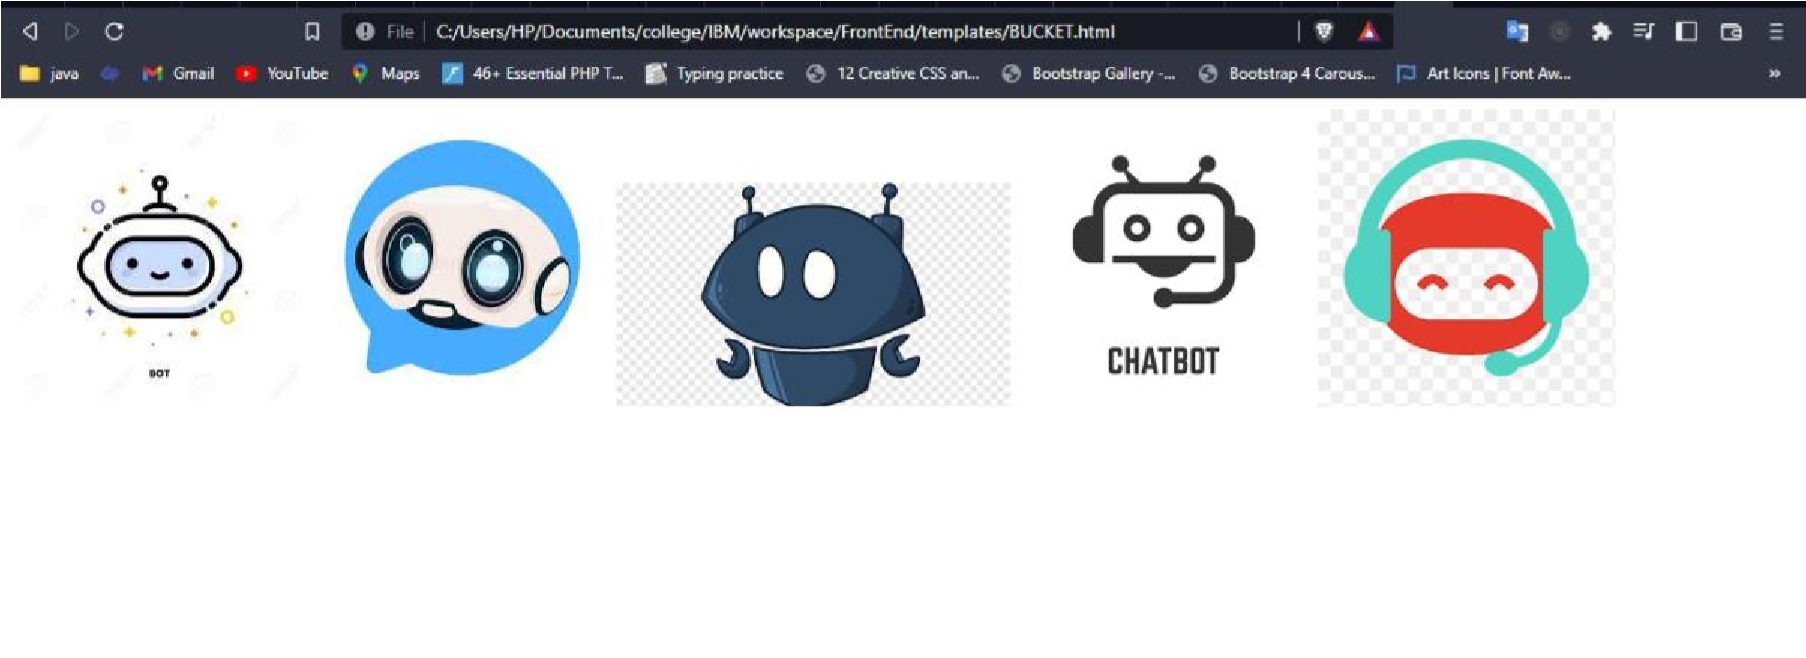 File C:/Users/HP/Documents/college/IBM/workspace/FrontEnd/templates/BUCKET.html
java Gmail YouTube Maps 46+ Essential PHP T... Typing practice 12 Creative CSS an... Bootstrap Gallery -... Bootstrap 4 Carous... Art Icons | Font Aw... »
BOT
CHATBOT